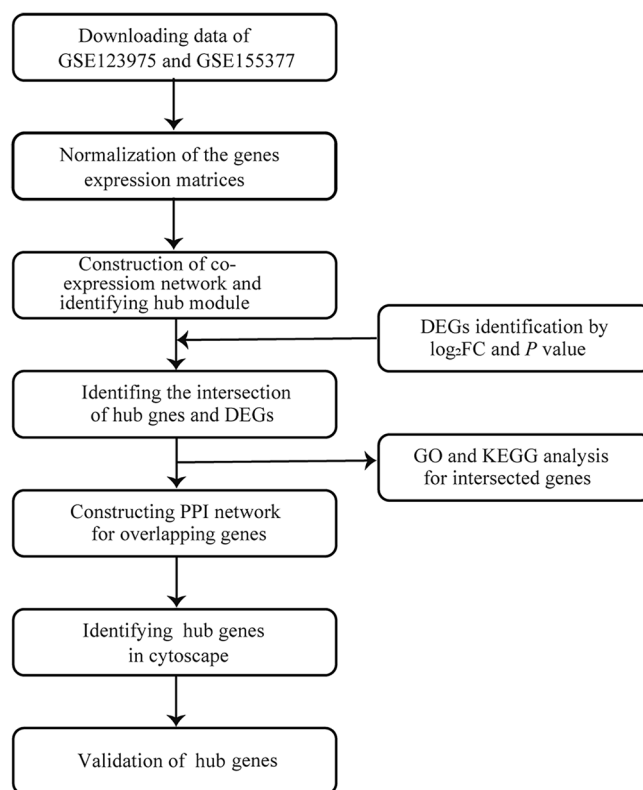 Downloading data of
GSE123975 and GSE155377
Normalization of the genes
expression matrices
Construction of co-
expressiom network and
identifying hub module
DEGs identification by
log₂FC and P value
Identifing the intersection
of hub gnes and DEGs
GO and KEGG analysis
for intersected genes
Constructing PPI network
for overlapping genes
Identifying hub genes
in cytoscape
Validation of hub genes